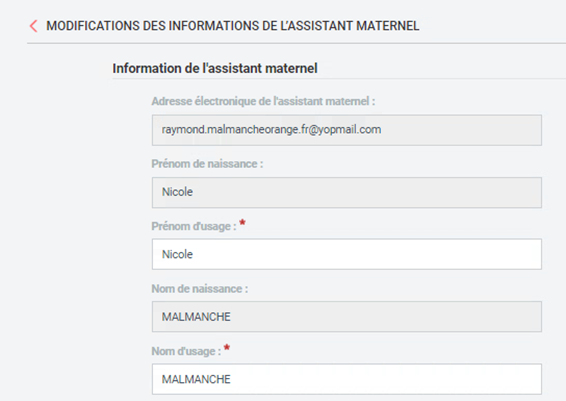 MODIFICATIONS DES INFORMATIONS DE L'ASSISTANT MATERNEL
Information de l'assistant maternel
Adresse électronique de l'assistant maternel :
raymond.malmancheorange.fr@yopmail.com
Prénom de naissance :
Nicole
Prénom d'usage : *
Nicole
Nom de naissance :
MALMANCHE
Nom d'usage : *
MALMANCHE